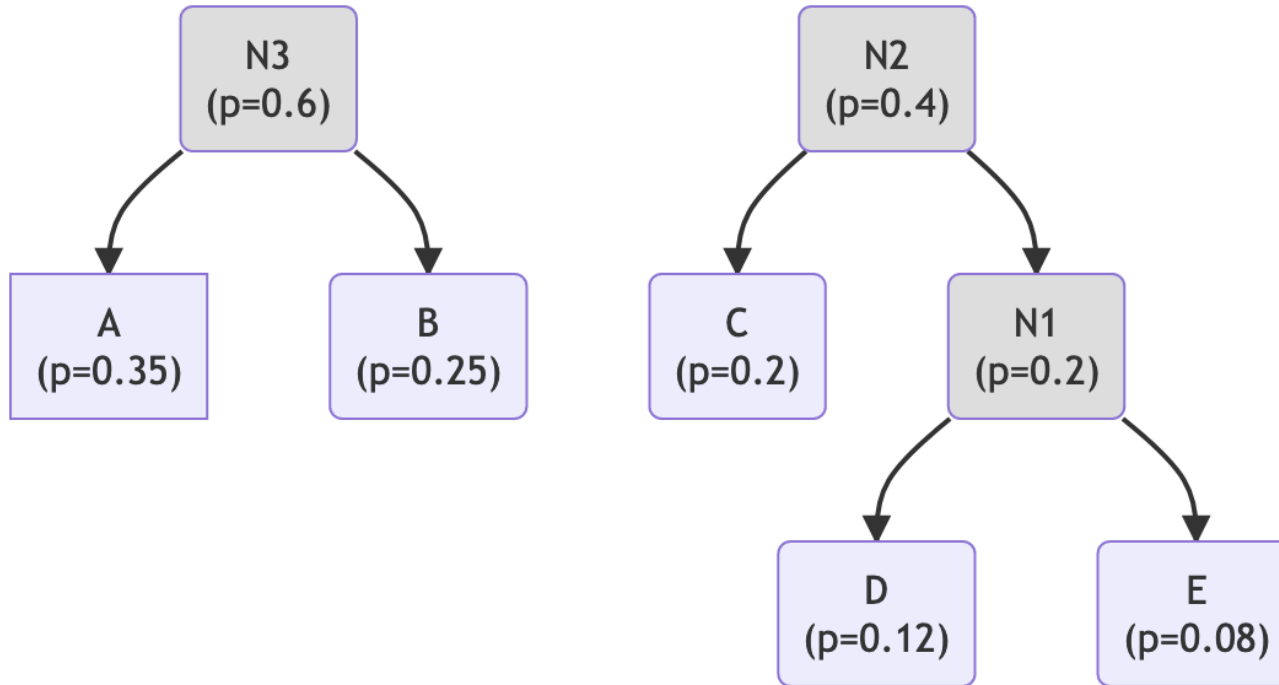 N3
(p=0.6)
N2
(p=0.4)
A
(p=0.35)
B
(p=0.25)
C
(p=0.2)
N1
(p=0.2)
D
(p=0.12)
E
(p=0.08)